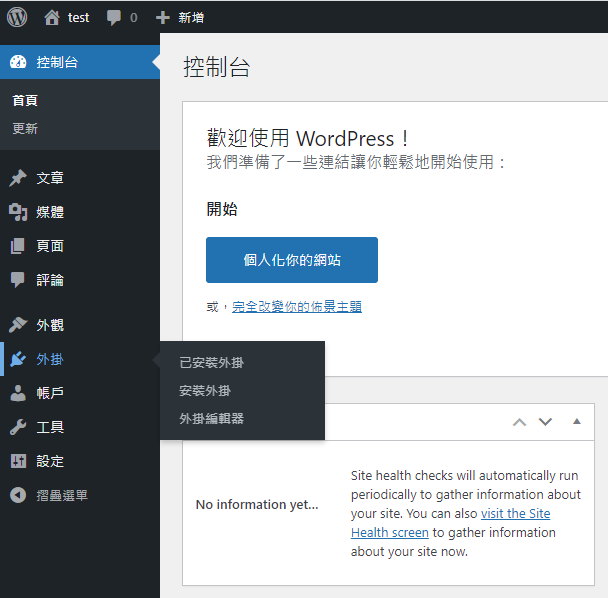 test
0
新增
控制台
首頁
更新
文章
媒體
頁面
評論
外觀
外掛
帳戶
工具
設定
摺疊選單
已安裝外掛
安裝外掛
外掛編輯器
控制台
歡迎使用 WordPress！
我們準備了一些連結讓你輕鬆地開始使用：
開始
個人化你的網站
或，完全改變你的佈景主題
No information yet...
Site health checks will automatically run
periodically to gather information about
your site. You can also visit the Site
Health screen to gather information
about your site now.